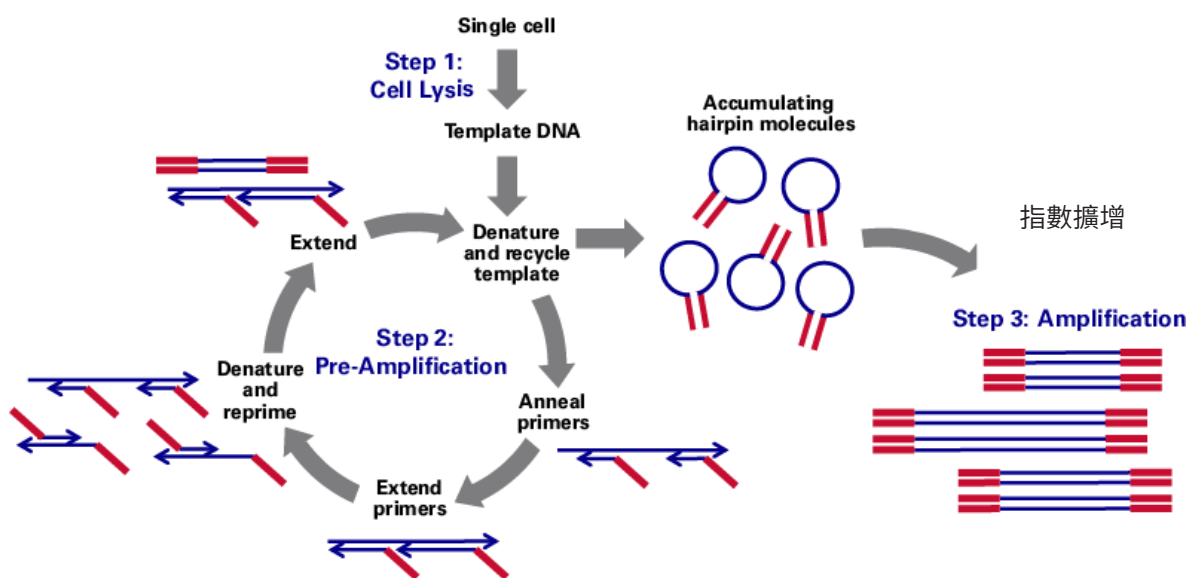 Single cell
Step 1:
Cell Lysis
Template DNA
Accumulating
hairpin molecules
指數擴增
Extend
Denature
and recycle
template
Step 2:
Pre-Amplification
Step 3: Amplification
Denature
and
reprime
Anneal
primers
Extend
primers